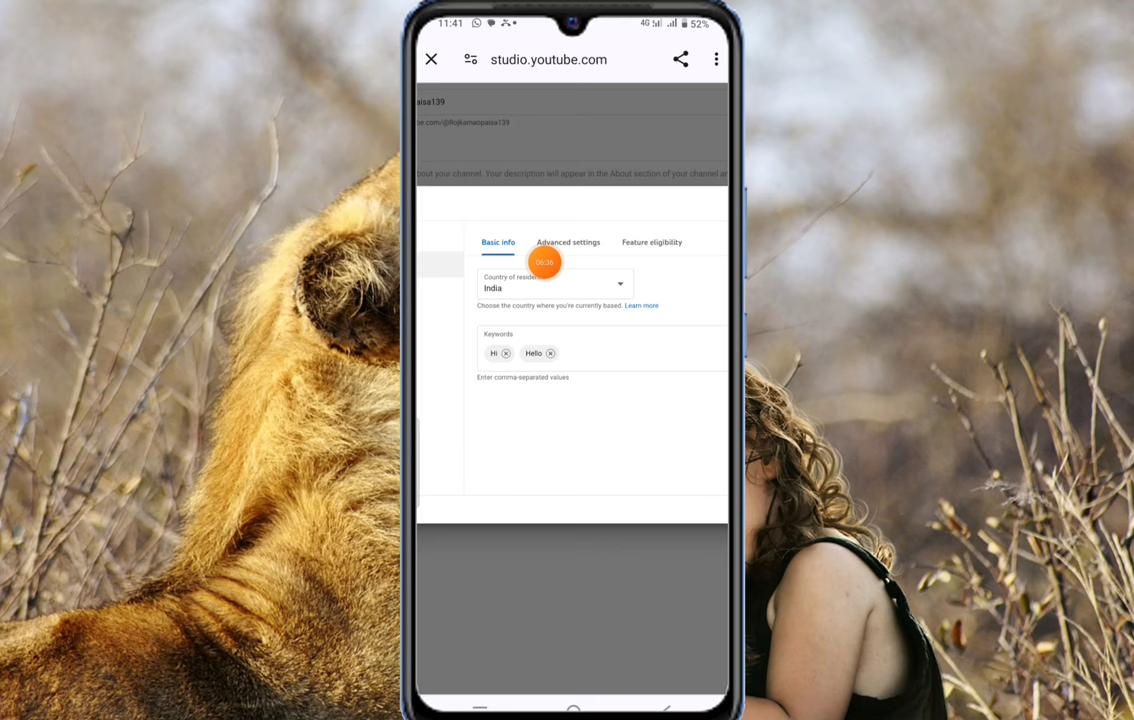 11:41
4G
52%
studio.youtube.com
aisa139
be.com/@Rojkamaopaisa139
bout your channel. Your description will appear in the About section of your channel ar
Basic info
Advanced settings
Feature eligibility
06:36
Country of reside
India
Choose the country where you're currently based. Learn more
Keywords
Hi
Hello
Enter comma-separated values